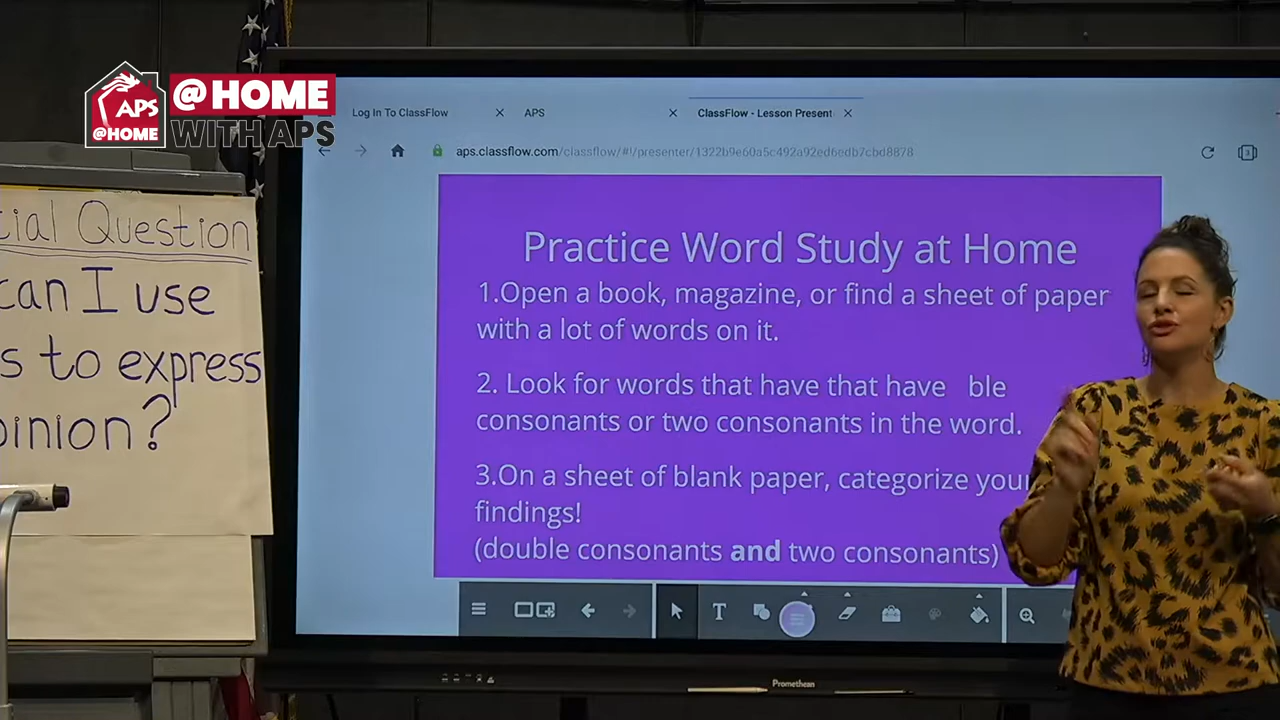 @HOME
WITH APS
APS
@HOME
Log In To ClassFlow
APS
ClassFlow - Lesson Present
aps.classflow.com/classflow/#!/presenter/1322b9e60a5c492a92ed6edb7cbd8878
tial Question
can I use
s to express
pinion?
Practice Word Study at Home
1.Open a book, magazine, or find a sheet of paper
with a lot of words on it.
2. Look for words that have that have ble
consonants or two consonants in the word.
3.On a sheet of blank paper, categorize your
findings!
(double consonants and two consonants)
T
Promethean